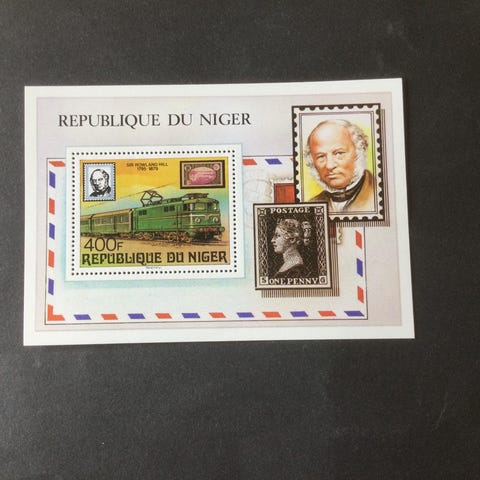 REPUBLIQUE DU NIGER
SIR ROWLAND HILL
1795 - 1879
400F
REPUBLIQUE DU NIGER
POSTAGE
S ONE PENNY G